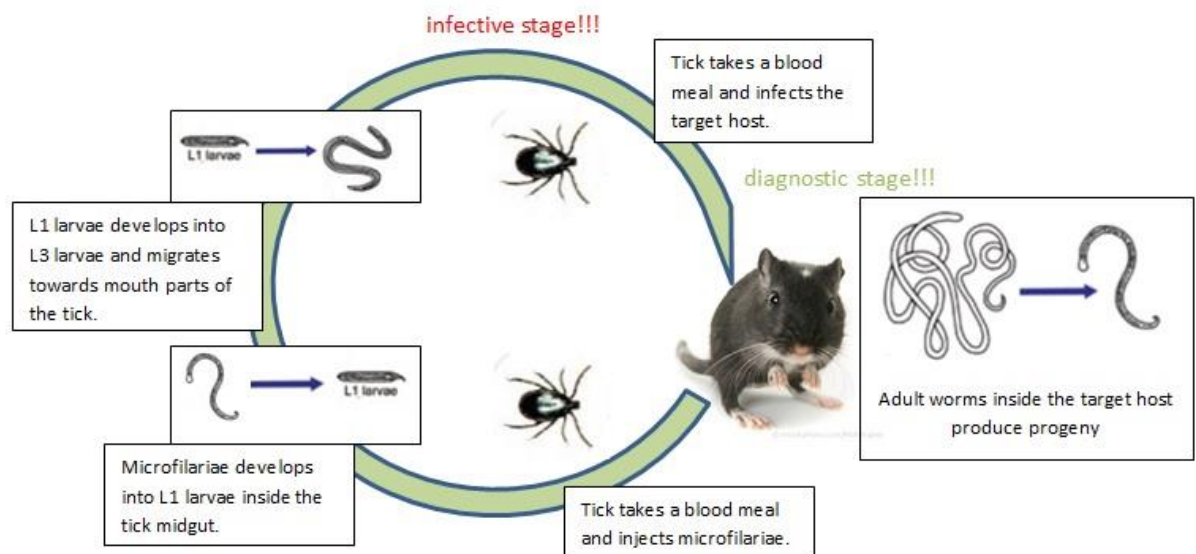 infective stage!!!
Tick takes a blood
meal and infects the
target host.
L1 larvae
diagnostic stage!!!
L1 larvae develops into
L3 larvae and migrates
towards mouth parts of
the tick.
L1 larvae
Adult worms inside the target host
produce progeny
Microfilariae develops
into L1 larvae inside the
tick midgut.
Tick takes a blood meal
and injects microfilariae.